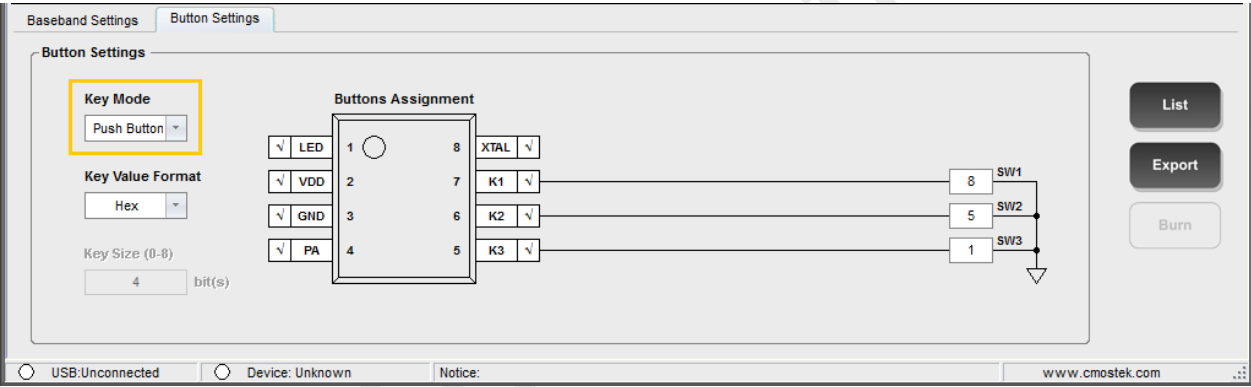 Baseband Settings
Button Settings
Button Settings
Key Mode
Push Button
Key Value Format
Hex
Key Size (0-8)
4 bit(s)
Buttons Assignment
√ LED 1 8 XTAL √
√ VDD 2 7 K1 √ 8 SW1
√ GND 3 6 K2 √ 5 SW2
√ PA 4 5 K3 √ 1 SW3
List
Export
Burn
USB:Unconnected
Device: Unknown
Notice:
www.cmostek.com